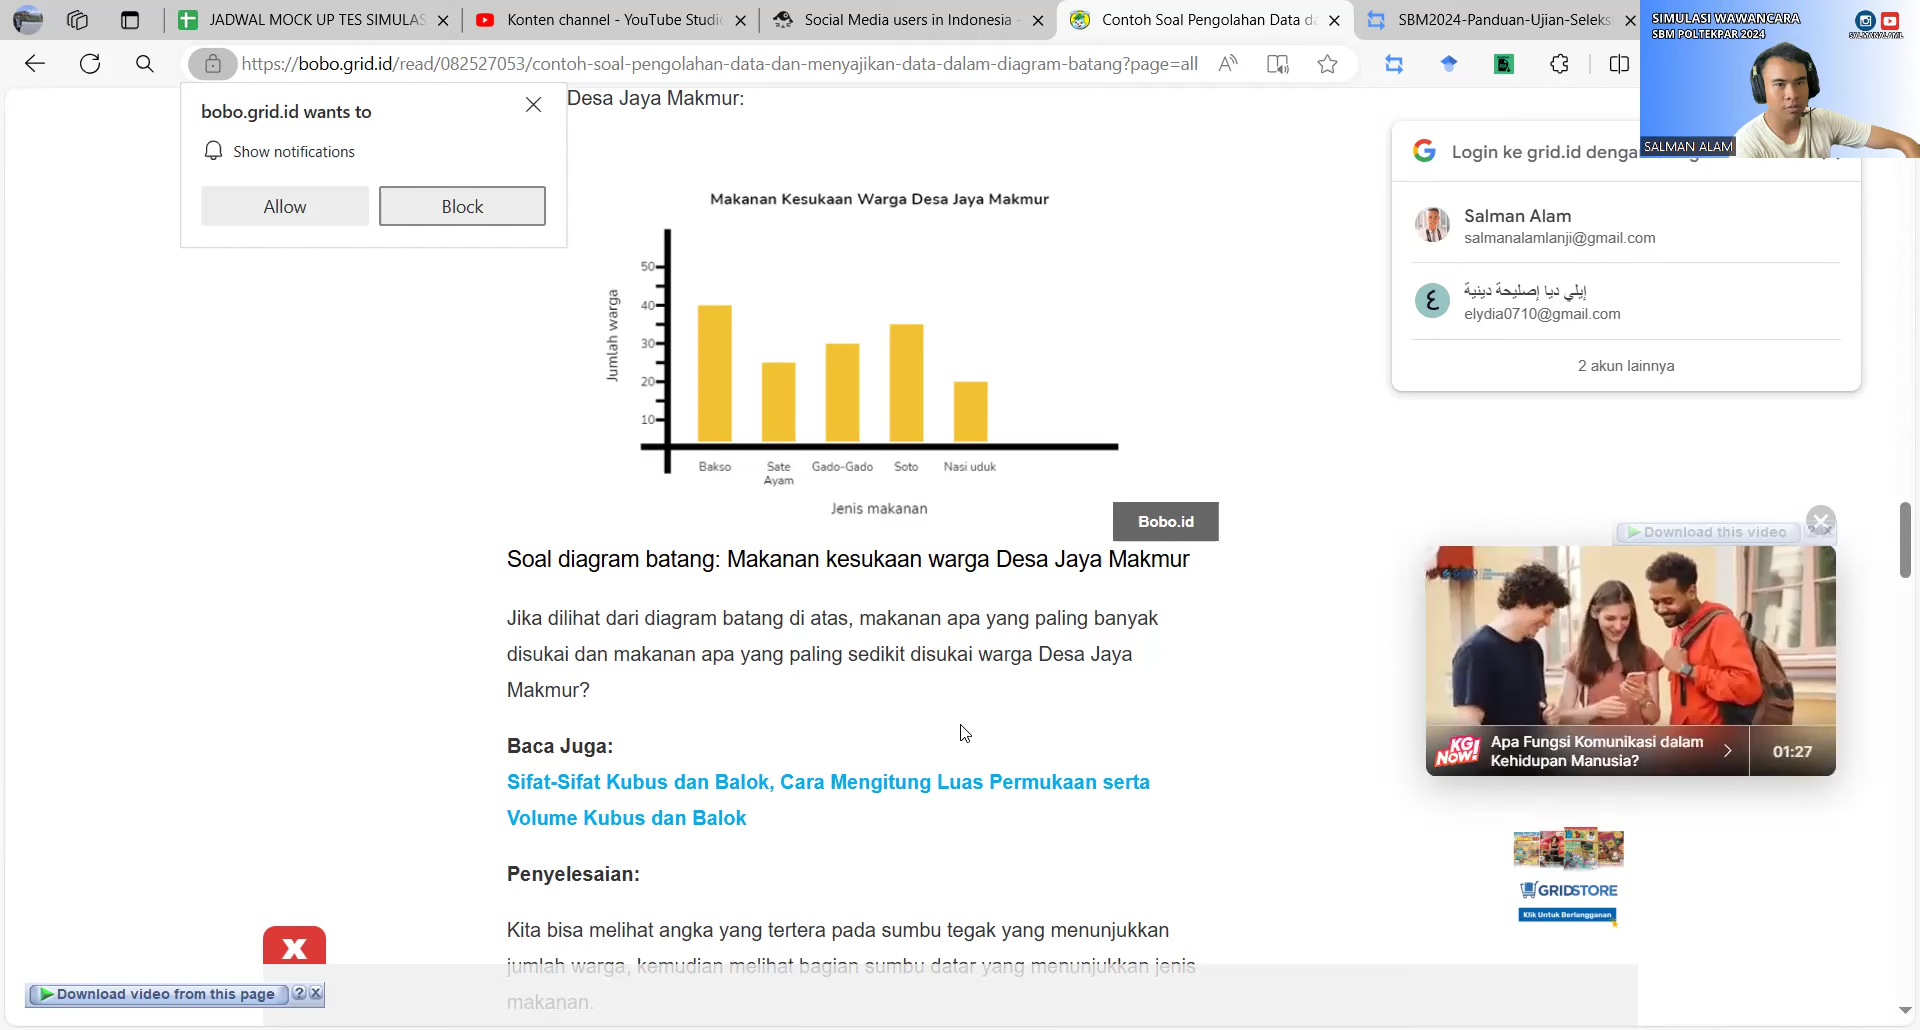 JADWAL MOCK UP TES SIMULAS
Konten channel - YouTube Studi
Social Media users in Indonesia -
Contoh Soal Pengolahan Data da
SBM2024-Panduan-Ujian-Seleks
SIMULASI WAWANCARA
SBM POLTEKPAR 2024
SALMANALAML
SALMAN ALAM
https://bobo.grid.id/read/082527053/contoh-soal-pengolahan-data-dan-menyajikan-data-dalam-diagram-batang?page=all
bobo.grid.id wants to
Show notifications
Allow
Block
Desa Jaya Makmur:
Makanan Kesukaan Warga Desa Jaya Makmur
Jumlah warga
50
40
30
20
10
Bakso
Sate
Ayam
Gado-Gado
Soto
Nasi uduk
Jenis makanan
Bobo.id
Soal diagram batang: Makanan kesukaan warga Desa Jaya Makmur
Jika dilihat dari diagram batang di atas, makanan apa yang paling banyak
disukai dan makanan apa yang paling sedikit disukai warga Desa Jaya
Makmur?
Baca Juga:
Sifat-Sifat Kubus dan Balok, Cara Mengitung Luas Permukaan serta
Volume Kubus dan Balok
Penyelesaian:
Kita bisa melihat angka yang tertera pada sumbu tegak yang menunjukkan
jumlah warga, kemudian melihat bagian sumbu datar yang menunjukkan jenis
makanan.
X
Download video from this page
? X
Login ke grid.id denga
Salman Alam
salmanalamlanji@gmail.com
ع
إيلي ديا إصليحة دينية
elydia0710@gmail.com
2 akun lainnya
Download this video
KG NOW!
Apa Fungsi Komunikasi dalam
Kehidupan Manusia?
01:27
GRIDSTORE
Klik Untuk Berlangganan